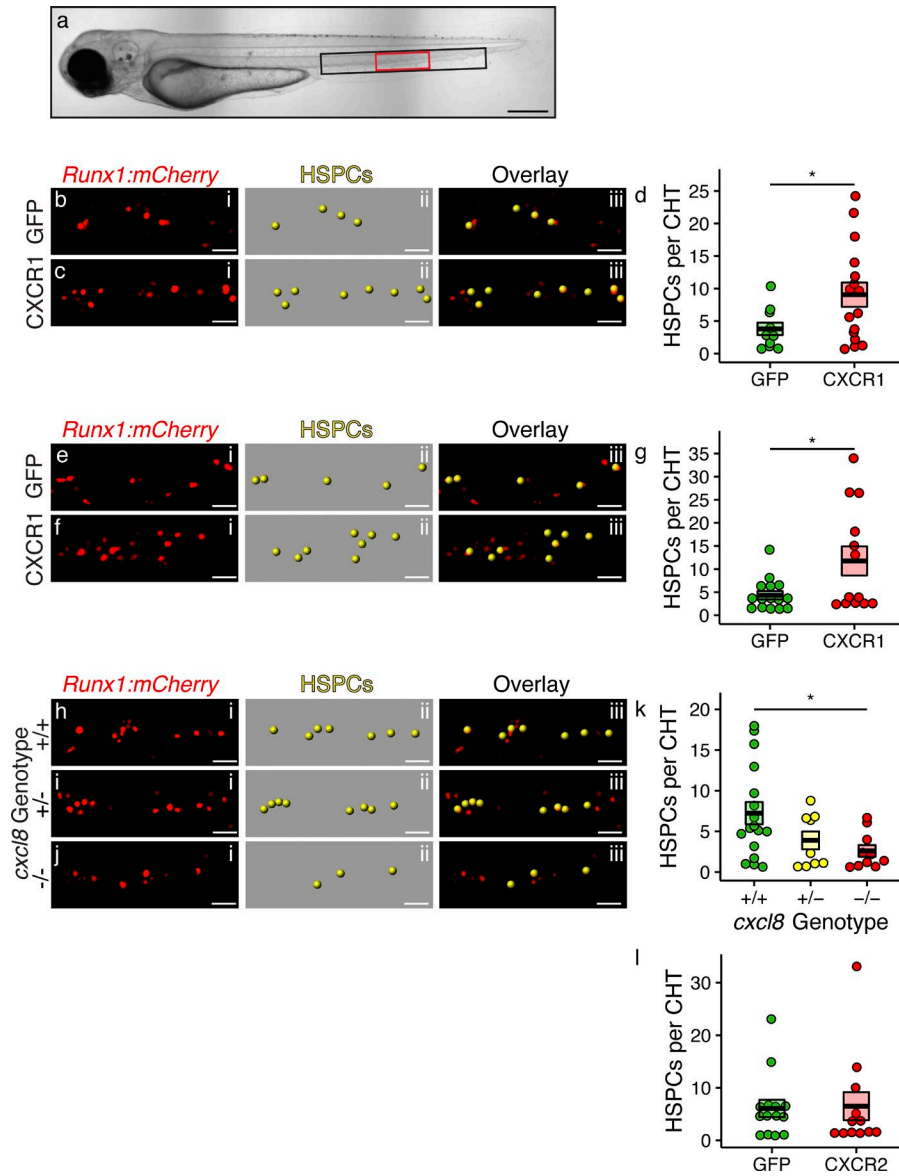 a
Runx1:mCherry HSPCs Overlay
GFP b i ii iii
CXCR1 c i ii iii
d
HSPCs per CHT
25
20
15
10
5
0
*
GFP CXCR1
Runx1:mCherry HSPCs Overlay
GFP e i ii iii
CXCR1 f i ii iii
g
HSPCs per CHT
35
30
25
20
15
10
5
0
*
GFP CXCR1
Runx1:mCherry HSPCs Overlay
cxcl8 Genotype
+/+ h i ii iii
+/- i i ii iii
-/- j i ii iii
k
HSPCs per CHT
20
15
10
5
0
*
+/+ +/− −/−
cxcl8 Genotype
l
HSPCs per CHT
30
20
10
0
GFP CXCR2